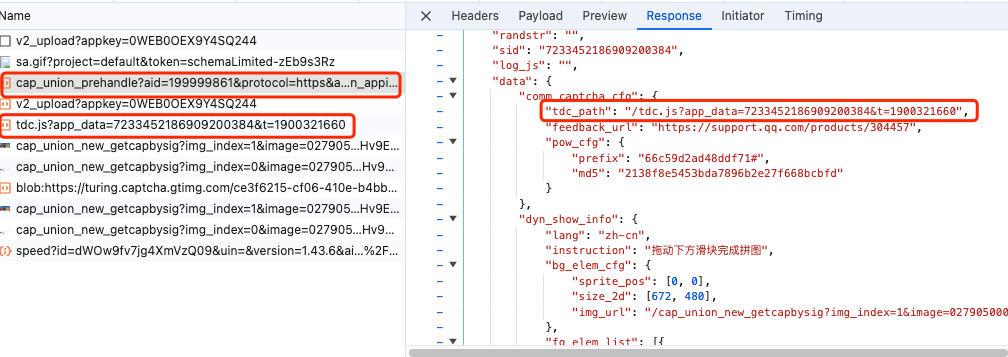 Name
v2_upload?appkey=0WEB0OEX9Y4SQ244
sa.gif?project=default&token=schemaLimited-zEb9s3Rz
cap_union_prehandle?aid=199999861&protocol=https&a...n_appi...
v2_upload?appkey=0WEB0OEX9Y4SQ244
tdc.js?app_data=7233452186909200384&t=1900321660
cap_union_new_getcapbysig?img_index=1&image=027905...Hv9E...
cap_union_new_getcapbysig?img_index=0&image=027905...Hv9E...
blob:https://turing.captcha.gtimg.com/ce3f6215-cf06-410e-b4bb...
cap_union_new_getcapbysig?img_index=1&image=027905...Hv9E...
cap_union_new_getcapbysig?img_index=0&image=027905...Hv9E...
speed?id=dWOw9fv7jg4XmVzQ09&uin=&version=1.43.6&ai...%2F...
Headers Payload Preview Response Initiator Timing
"randstr": "",
"sid": "7233452186909200384",
"log_js": "",
"data": {
"comm_captcha_cfg": {
"tdc_path": "/tdc.js?app_data=7233452186909200384&t=1900321660",
"feedback_url": "https://support.qq.com/products/304457",
"pow_cfg": {
"prefix": "66c59d2ad48ddf71#",
"md5": "2138f8e5453bda7896b2e27f668bcbfd"
}
},
"dyn_show_info": {
"lang": "zh-cn",
"instruction": "拖动下方滑块完成拼图",
"bg_elem_cfg": {
"sprite_pos": [0, 0],
"size_2d": [672, 480],
"img_url": "/cap_union_new_getcapbysig?img_index=1&image=027905000
},
"fg_elem_list": [{